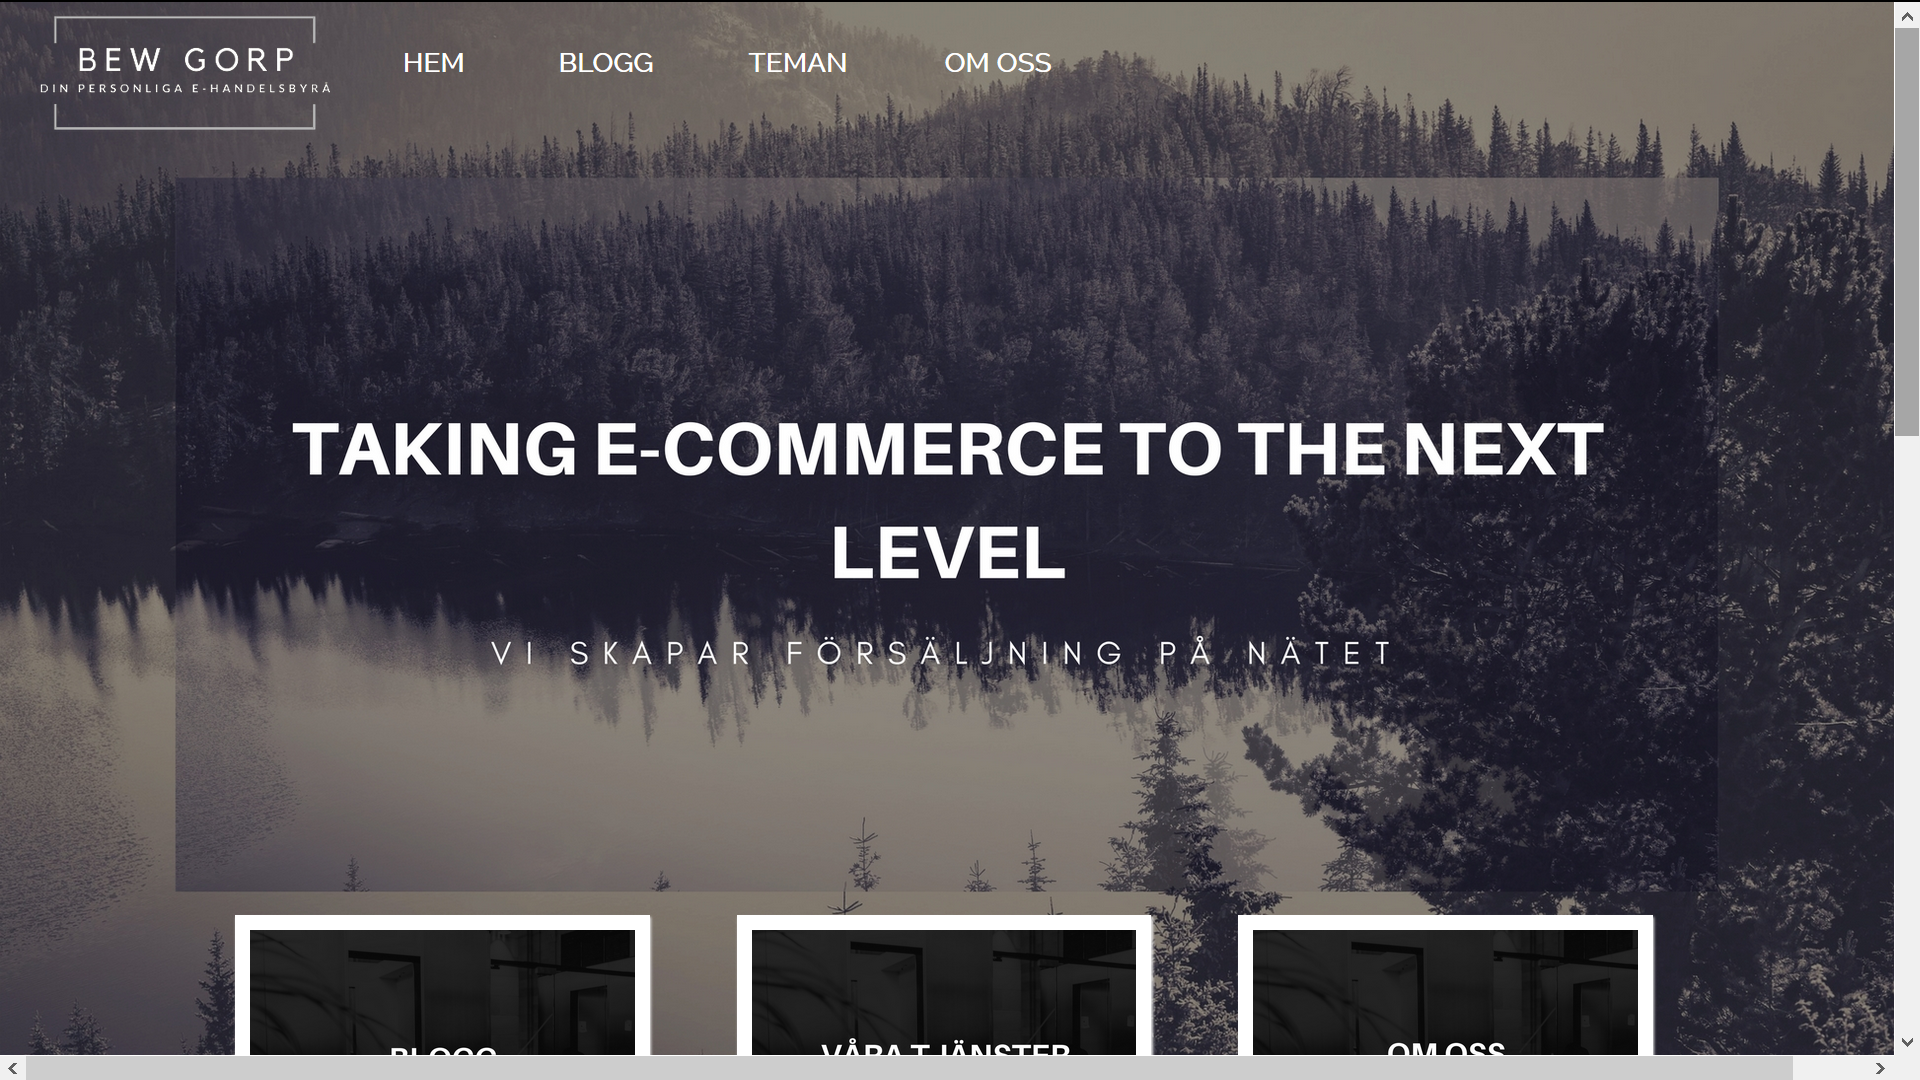 BEW GORP
DIN PERSONLIGA E-HANDELSBYRÅ
HEM
BLOGG
TEMAN
OM OSS
TAKING E-COMMERCE TO THE NEXT
LEVEL
VI SKAPAR FÖRSÄLJNING PÅ NÄTET
BLOGG
VÅRA TJÄNSTER
OM OSS